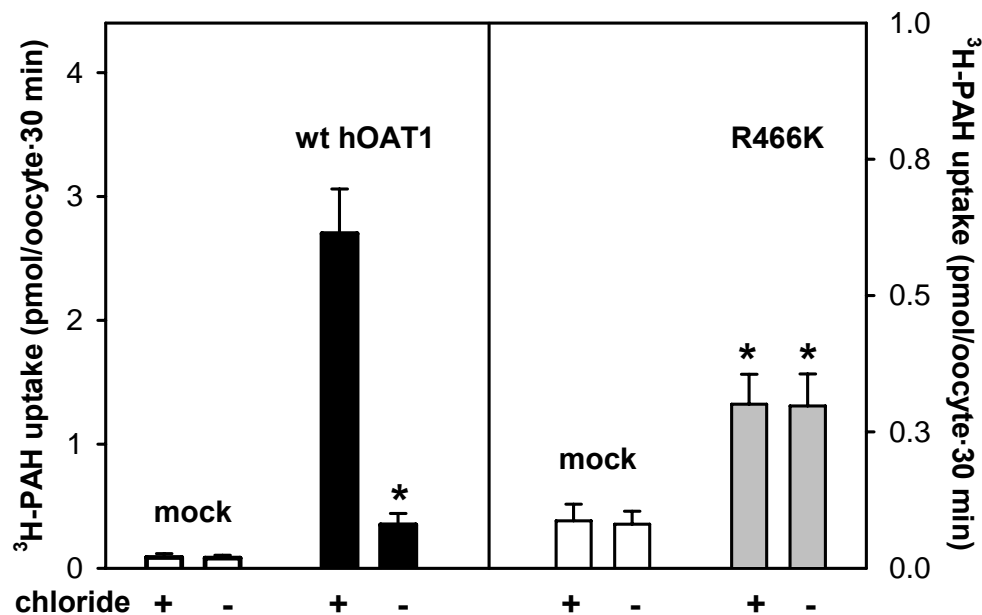 ³H-PAH uptake (pmol/oocyte·30 min)
4
3
2
1
0
wt hOAT1
*
mock
R466K
* *
mock
1.0
0.8
0.5
0.3
0.0
³H-PAH uptake (pmol/oocyte·30 min)
chloride + - + - + - + -